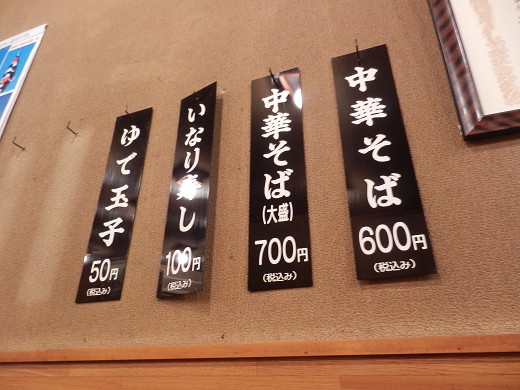 中華そば
600円
(税込み)
中華そば
(大盛)
700円
(税込み)
いなり寿し
100円
(税込み)
ゆで玉子
50円
(税込み)